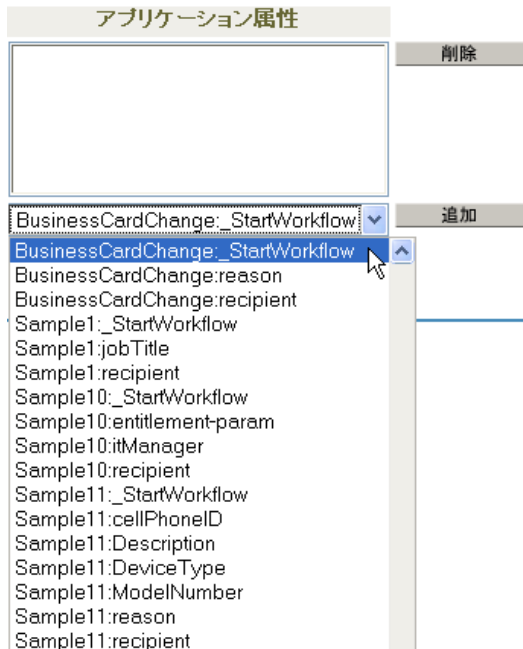 アプリケーション属性
削除
BusinessCardChange:_StartWorkflow
追加
BusinessCardChange:_StartWorkflow
BusinessCardChange:reason
BusinessCardChange:recipient
Sample1:_StartWorkflow
Sample1:jobTitle
Sample1:recipient
Sample10:_StartWorkflow
Sample10:entitlement-param
Sample10:itManager
Sample10:recipient
Sample11:_StartWorkflow
Sample11:cellPhoneID
Sample11:Description
Sample11:DeviceType
Sample11:ModelNumber
Sample11:reason
Sample11:recipient